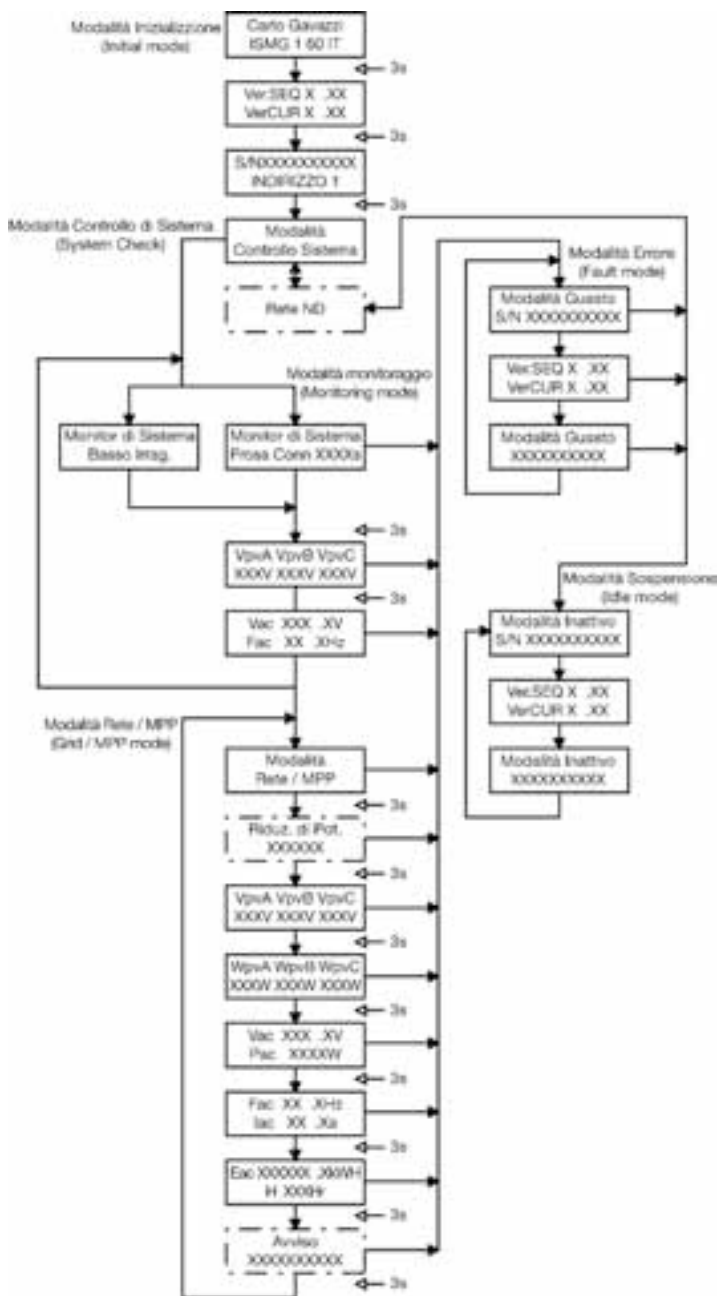 Modalità Inizializzione
(Initial mode)
Carlo Gavazzi
ISMG 1 60 IT
3s
Ver.SEQ X .XX
VerCUR X .XX
3s
S/NXXXXXXXXXX
INDIRIZZO 1
3s
Modalità Controllo di Sistema
(System Check)
Modalità
Controllo Sistema
Rete ND
Modalità monitoraggio
(Monitoring mode)
Monitor di Sistema
Basso Irrag.
Monitor di Sistema
Pross Conn XXXXs
3s
VpvA VpvB VpvC
XXXV XXXV XXXV
3s
Vac XXX .XV
Fac XX .XHz
Modalità Rete / MPP
(Grid / MPP mode)
Modalità
Rete / MPP
3s
Riduz. di Pot.
XXXXXX
3s
VpvA VpvB VpvC
XXXV XXXV XXXV
3s
WpvA WpvB WpvC
XXXW XXXW XXXW
3s
Vac XXX .XV
Pac XXXXW
3s
Fac XX .XHz
Iac XX .Xa
3s
Eac XXXXXX .XkWH
H XXXHr
3s
Avviso
XXXXXXXXXX
3s
Modalità Errore
(Fault mode)
Modalità Guasto
S/N XXXXXXXXXX
Ver.SEQ X .XX
VerCUR X .XX
Modalità Guasto
XXXXXXXXXX
Modalità Sospensione
(Idle mode)
Modalità Inattivo
S/N XXXXXXXXXX
Ver.SEQ X .XX
VerCUR X .XX
Modalità Inattivo
XXXXXXXXXX